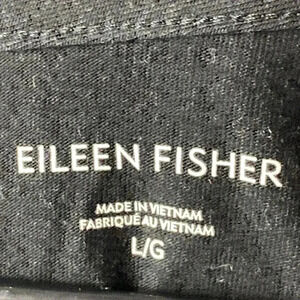 EILEEN FISHER
MADE IN VIETNAM
FABRIQUÉ AU VIETNAM
L/G